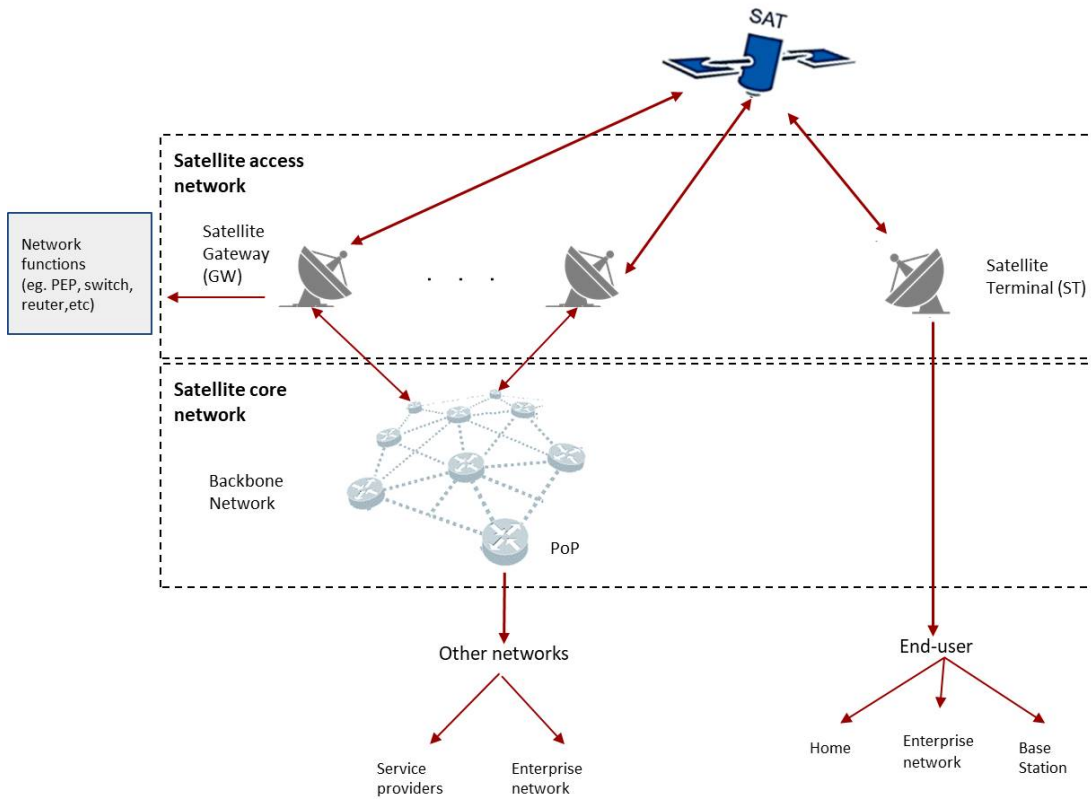 SAT
Satellite access
network
Satellite
Gateway
(GW)
Network
functions
(eg. PEP, switch,
reuter,etc)
. . .
Satellite
Terminal (ST)
Satellite core
network
Backbone
Network
PoP
Other networks
End-user
Service
providers
Enterprise
network
Home
Enterprise
network
Base
Station